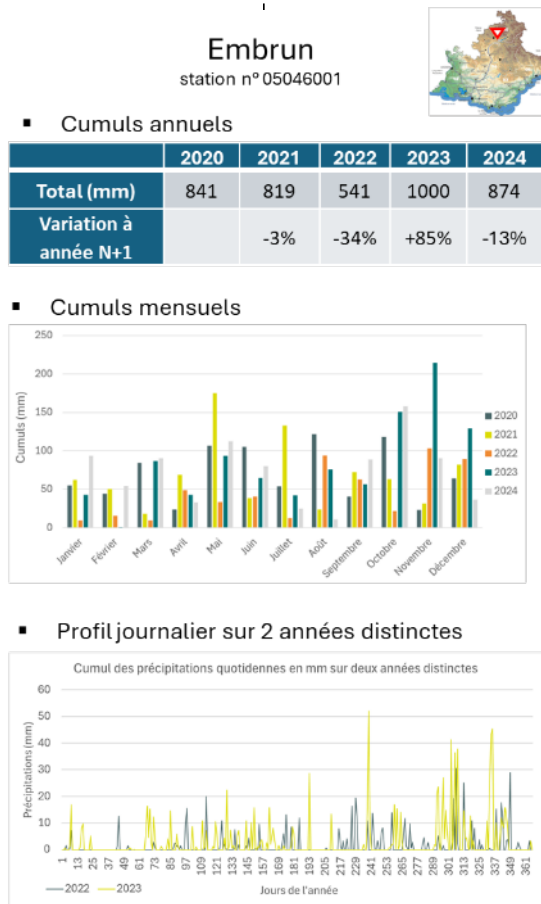 Embrun
station n° 05046001
▪ Cumuls annuels
2020 2021 2022 2023 2024
Total (mm) 841 819 541 1000 874
Variation à
année N+1 -3% -34% +85% -13%
▪ Cumuls mensuels
250
200
150
100
50
0
Cumuls (mm)
2020
2021
2022
2023
2024
Janvier Février Mars Avril Mai Juin Juillet Août Septembre Octobre Novembre Décembre
▪ Profil journalier sur 2 années distinctes
Cumul des précipitations quotidennes en mm sur deux années distinctes
60
50
40
30
20
10
0
Précipitations (mm)
1 13 25 37 49 61 73 85 97 109 121 133 145 157 169 181 193 205 217 229 241 253 265 277 289 301 313 325 337 349 361
2022 2023
Jours de l'année